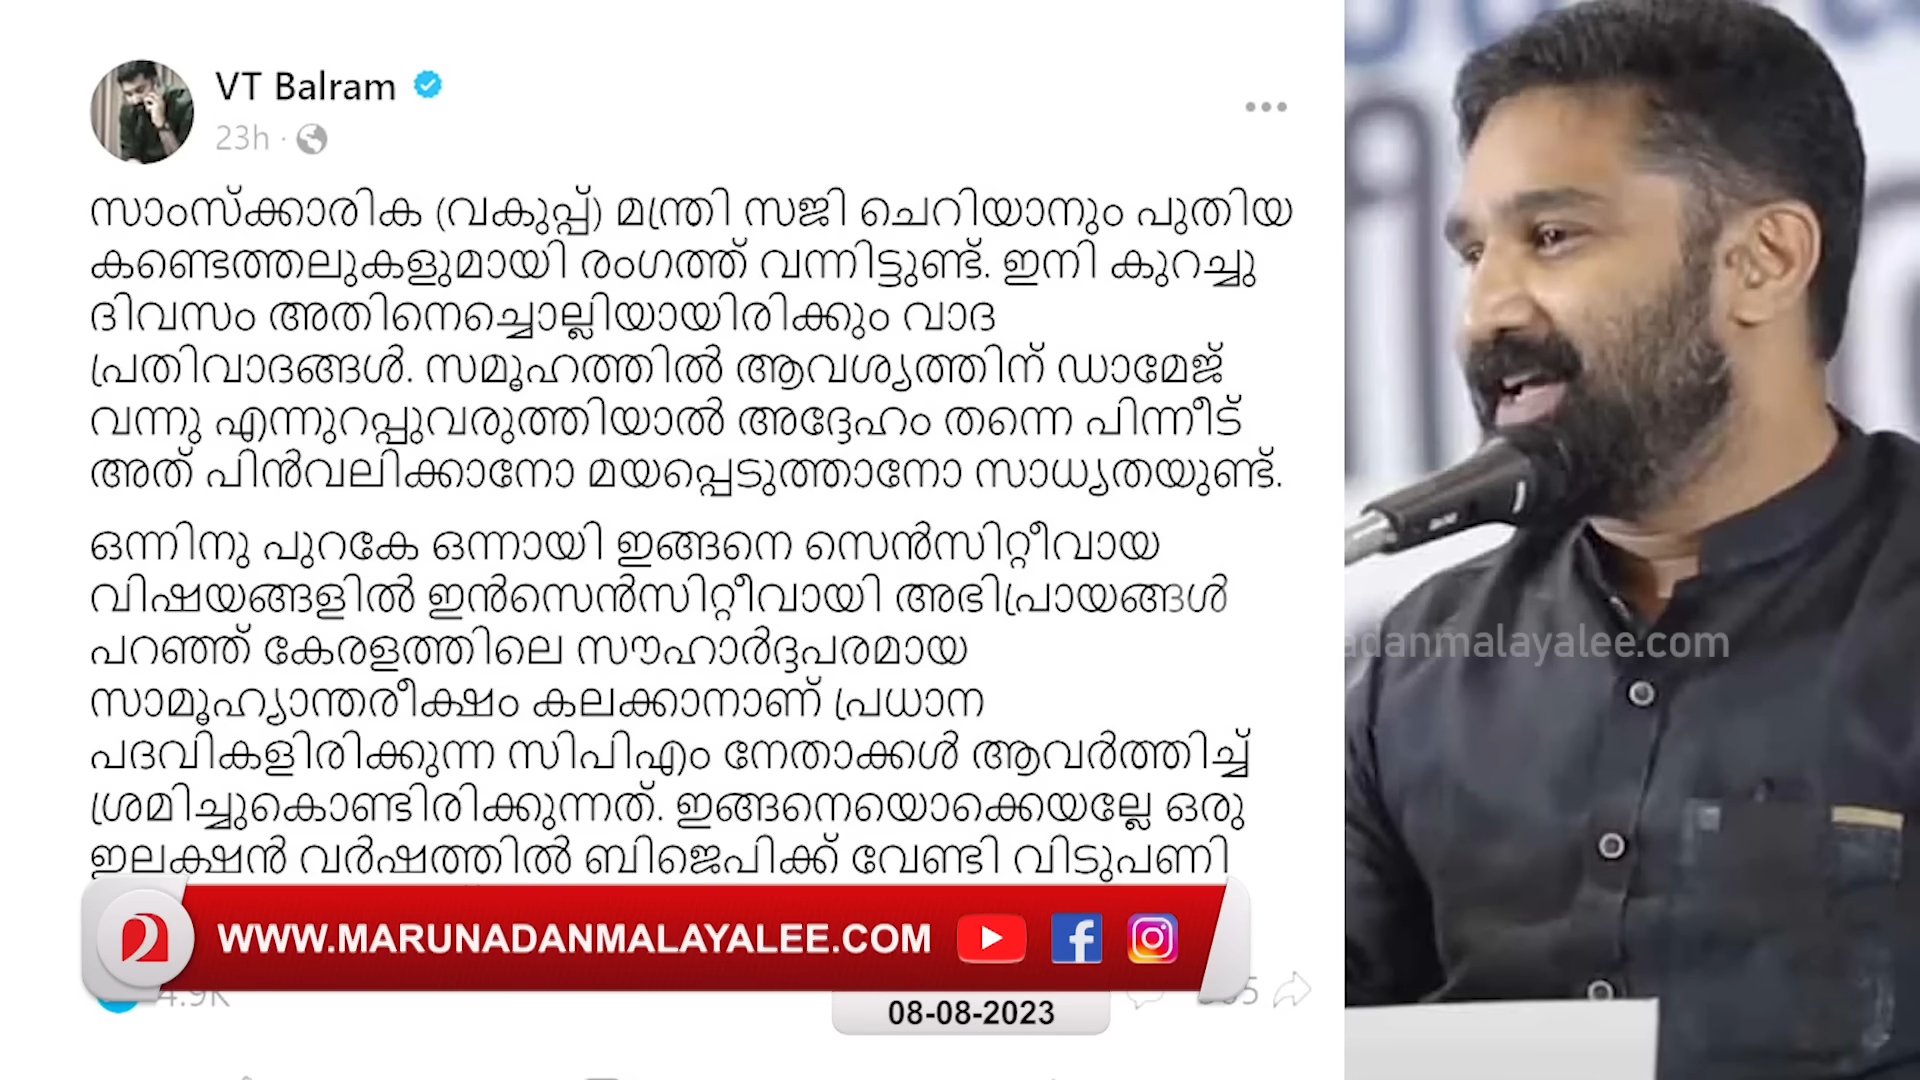 VT Balram
23h ·
സാംസ്ക്കാരിക (വകുപ്പ്) മന്ത്രി സജി ചെറിയാനും പുതിയ
കണ്ടെത്തലുകളുമായി രംഗത്ത് വന്നിട്ടുണ്ട്. ഇനി കുറച്ചു
ദിവസം അതിനെച്ചൊല്ലിയായിരിക്കും വാദ
പ്രതിവാദങ്ങൾ. സമൂഹത്തിൽ ആവശ്യത്തിന് ഡാമേജ്
വന്നു എന്നുറപ്പുവരുത്തിയാൽ അദ്ദേഹം തന്നെ പിന്നീട്
അത് പിൻവലിക്കാനോ മയപ്പെടുത്താനോ സാധ്യതയുണ്ട്.
ഒന്നിനു പുറകേ ഒന്നായി ഇങ്ങനെ സെൻസിറ്റീവായ
വിഷയങ്ങളിൽ ഇൻസെൻസിറ്റീവായി അഭിപ്രായങ്ങൾ
പറഞ്ഞ് കേരളത്തിലെ സൗഹാർദ്ദപരമായ
സാമൂഹ്യാന്തരീക്ഷം കലക്കാനാണ് പ്രധാന
പദവികളിരിക്കുന്ന സിപിഎം നേതാക്കൾ ആവർത്തിച്ച്
ശ്രമിച്ചുകൊണ്ടിരിക്കുന്നത്. ഇങ്ങനെയൊക്കെയല്ലേ ഒരു
ഇലക്ഷൻ വർഷത്തിൽ ബിജെപിക്ക് വേണ്ടി വിടുപണി
WWW.MARUNADANMALAYALEE.COM
4.9K
08-08-2023
adanmalayalee.com